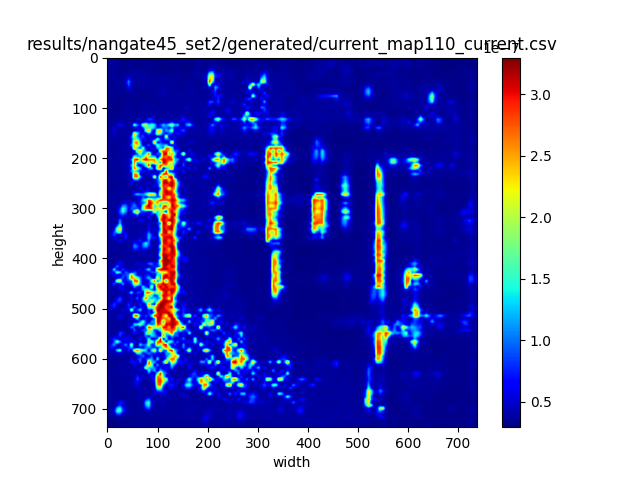 results/nangate45_set2/generated/current_map110_current.csv
1e−7
0
100
200
300
400
500
600
700
height
0 100 200 300 400 500 600 700
width
3.0
2.5
2.0
1.5
1.0
0.5